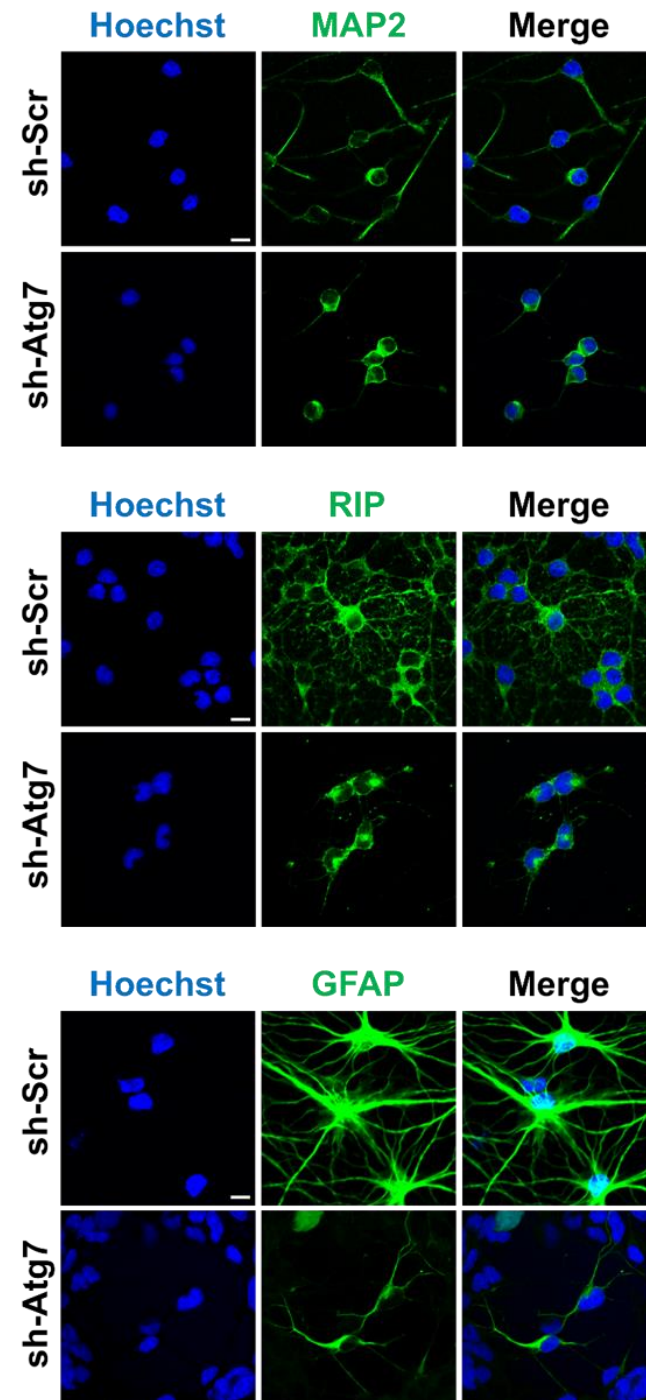 Hoechst MAP2 Merge
sh-Scr
sh-Atg7
Hoechst RIP Merge
sh-Scr
sh-Atg7
Hoechst GFAP Merge
sh-Scr
sh-Atg7